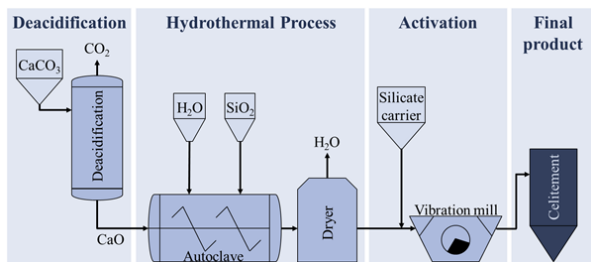 Deacidification
Hydrothermal Process
Activation
Final
product
CO₂
CaCO₃
Deacidification
CaO
H₂O
SiO₂
Autoclave
H₂O
Dryer
Silicate
carrier
Vibration mill
Celitement